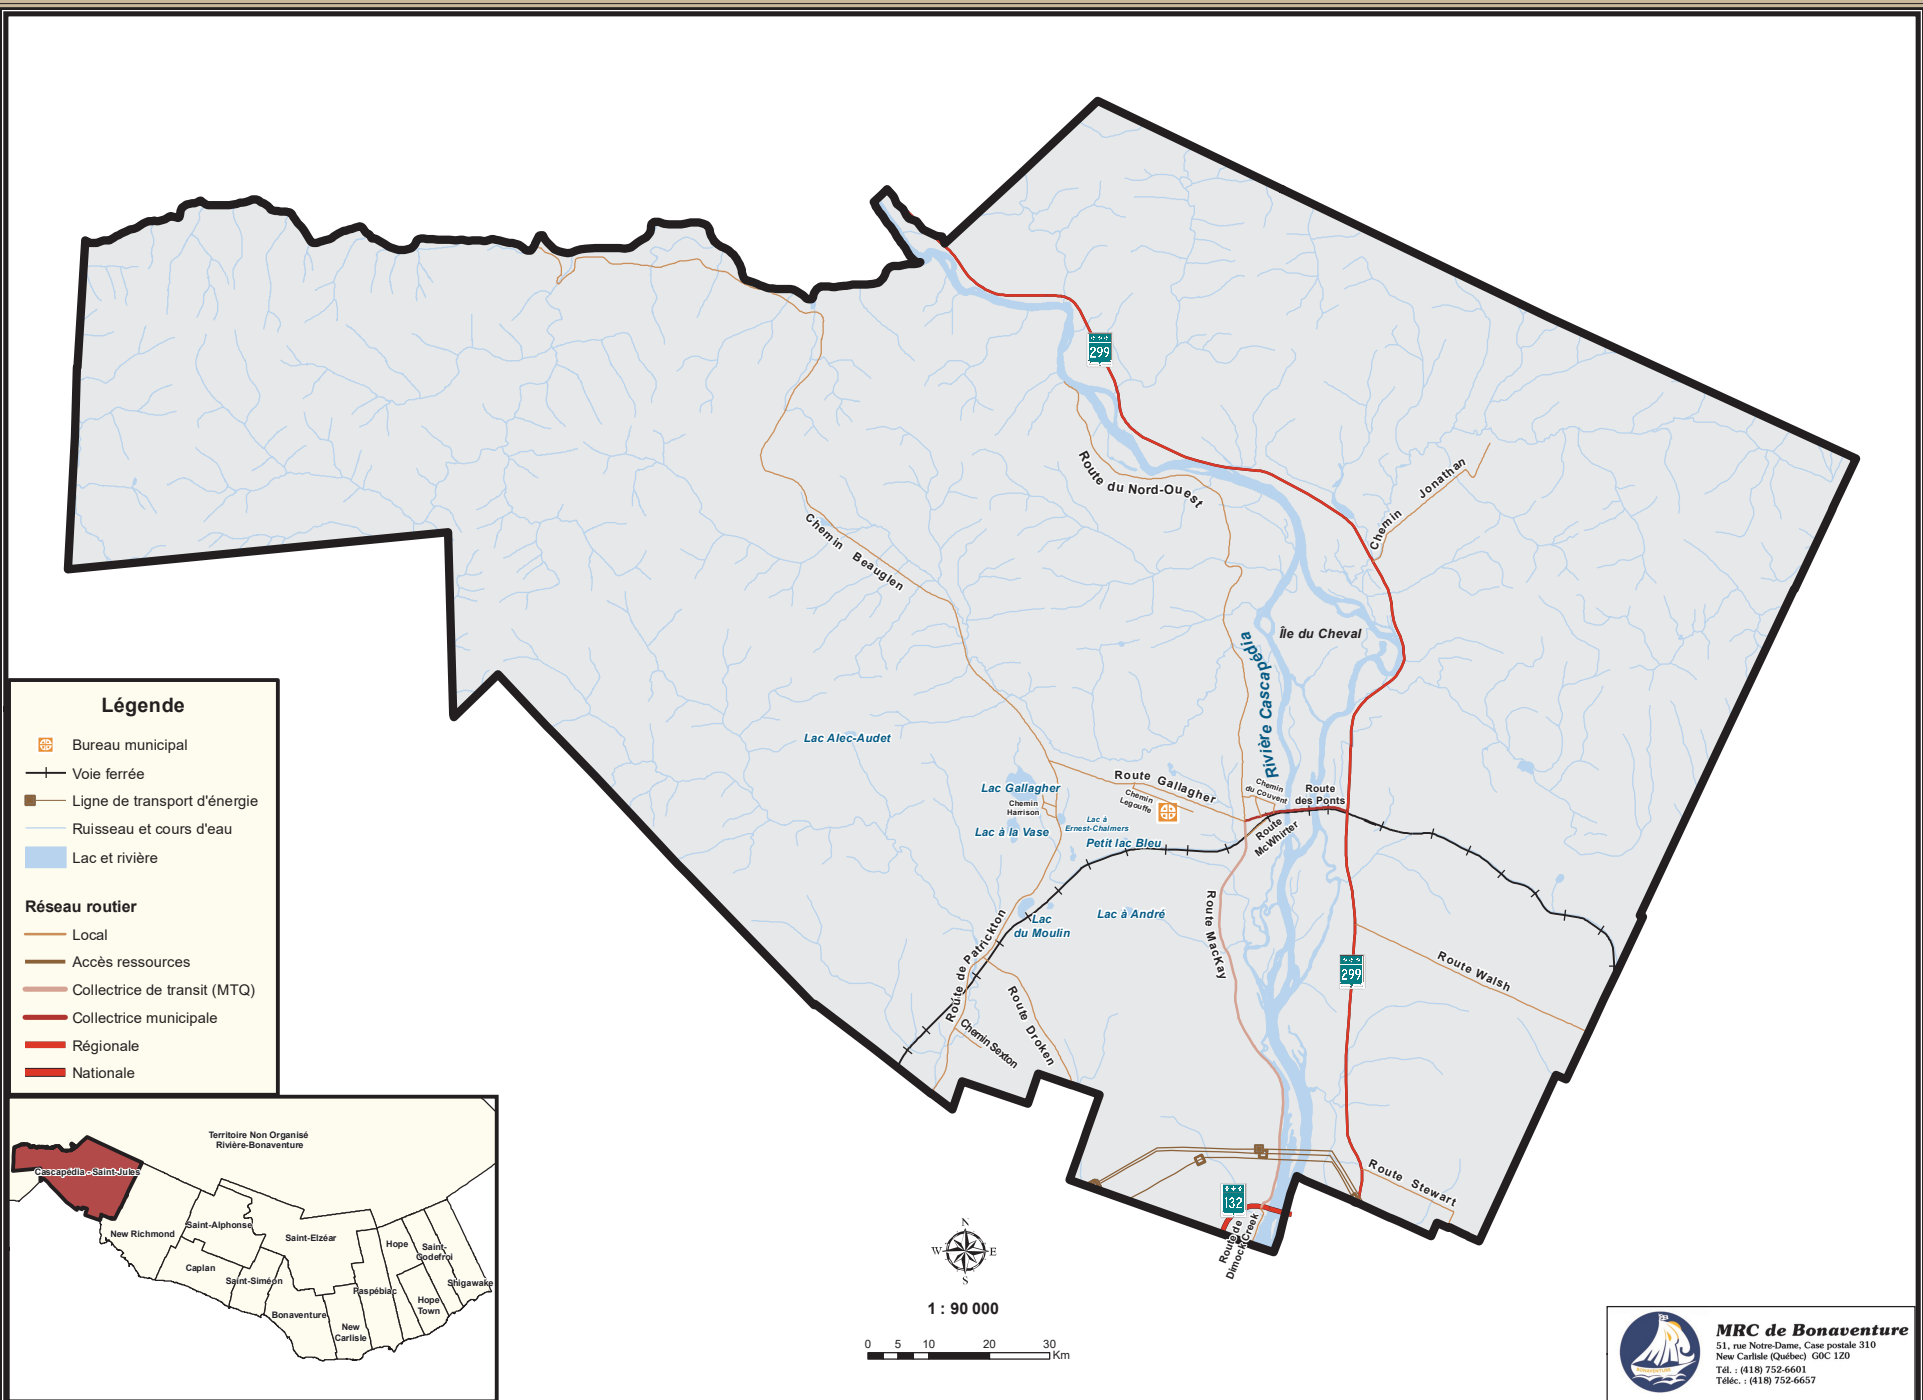 299
Route du Nord-Ouest
Chemin Jonathan
Chemin Beauglen
Île du Cheval
Rivière Cascapédia
Lac Alec-Audet
Route Gallagher
Lac Gallagher
Chemin
Harrison
Chemin
Legouffe
Chemin
du Couvent
Route
des Ponts
Lac à la Vase
Lac à
Ernest-Chalmers
Petit lac Bleu
Route
McWhirter
Lac à André
Lac
du Moulin
Route MacKay
Route de Patrickton
Route Droken
Chemin Sexton
299
Route Walsh
Route Stewart
132
Route de
Dimock Creek
Légende
Bureau municipal
Voie ferrée
Ligne de transport d'énergie
Ruisseau et cours d'eau
Lac et rivière
Réseau routier
Local
Accès ressources
Collectrice de transit (MTQ)
Collectrice municipale
Régionale
Nationale
Territoire Non Organisé
Rivière-Bonaventure
Cascapédia - Saint-Jules
New Richmond
Saint-Alphonse
Saint-Elzéar
Hope
Saint-
Godefroi
Caplan
Saint-Siméon
Paspébiac
Shigawake
Hope
Town
Bonaventure
New
Carlisle
N
W E
S
1 : 90 000
0 5 10 20 30
Km
MRC de Bonaventure
51, rue Notre-Dame, Case postale 310
New Carlisle (Québec) G0C 1Z0
Tél. : (418) 752-6601
Téléc. : (418) 752-6657